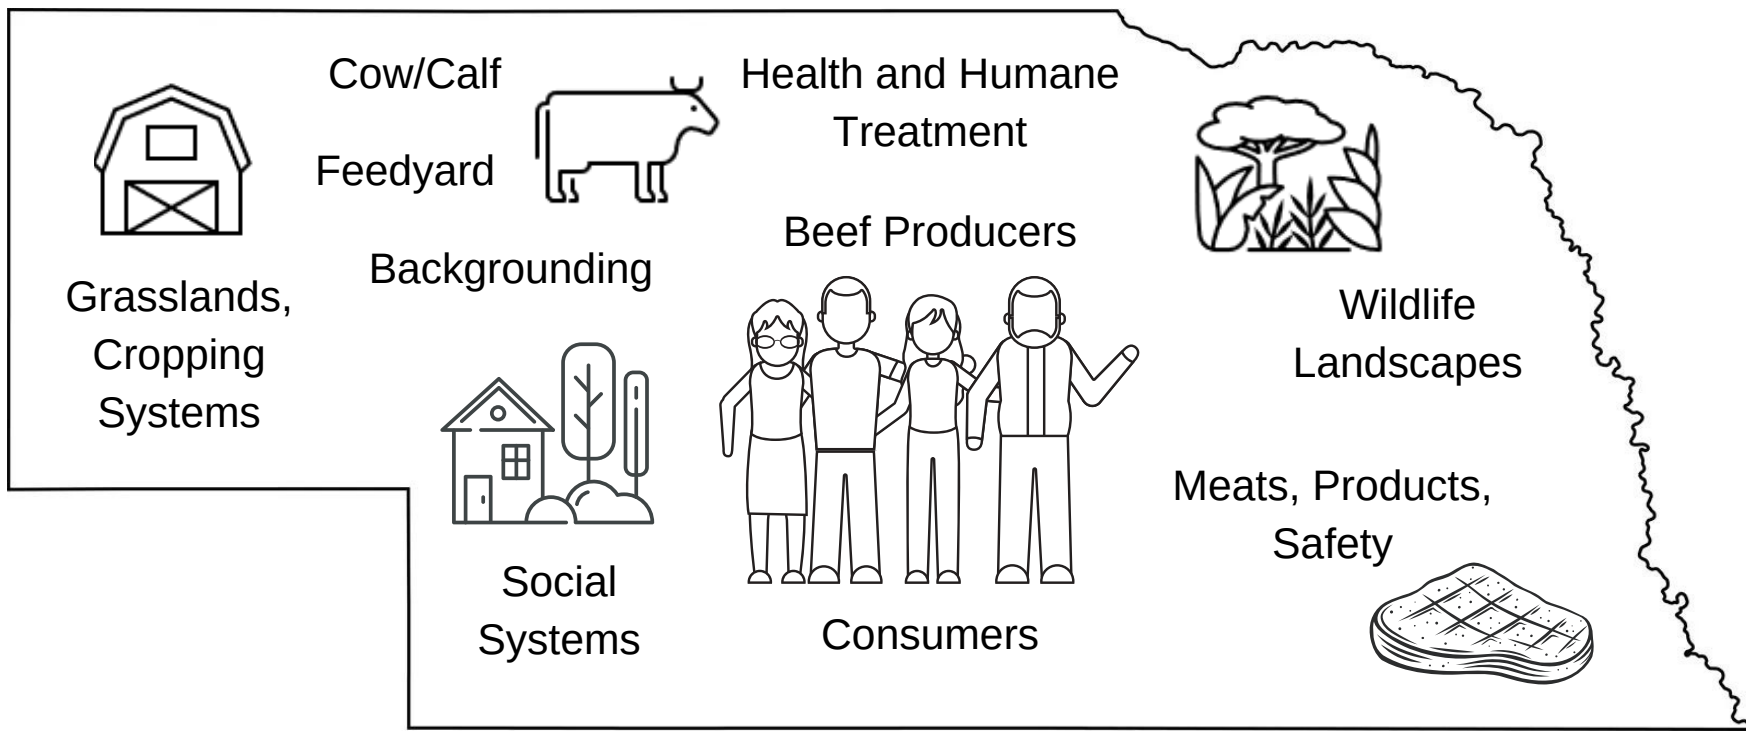 Cow/Calf
Feedyard
Backgrounding
Health and Humane
Treatment
Beef Producers
Grasslands,
Cropping
Systems
Wildlife
Landscapes
Meats, Products,
Safety
Social
Systems
Consumers